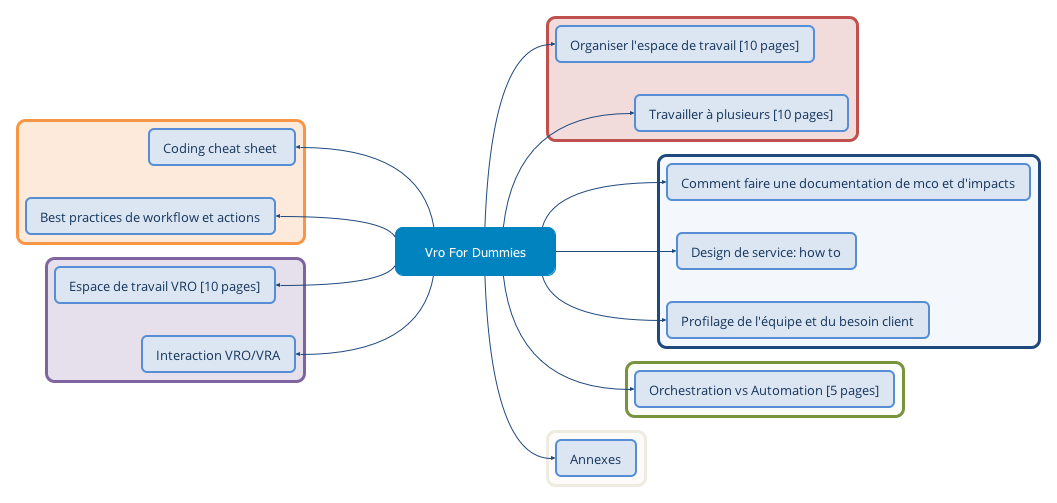 Organiser l'espace de travail [10 pages]
Travailler à plusieurs [10 pages]
Coding cheat sheet
Comment faire une documentation de mco et d'impacts
Best practices de workflow et actions
Vro For Dummies
Design de service: how to
Espace de travail VRO [10 pages]
Profilage de l'équipe et du besoin client
Interaction VRO/VRA
Orchestration vs Automation [5 pages]
Annexes